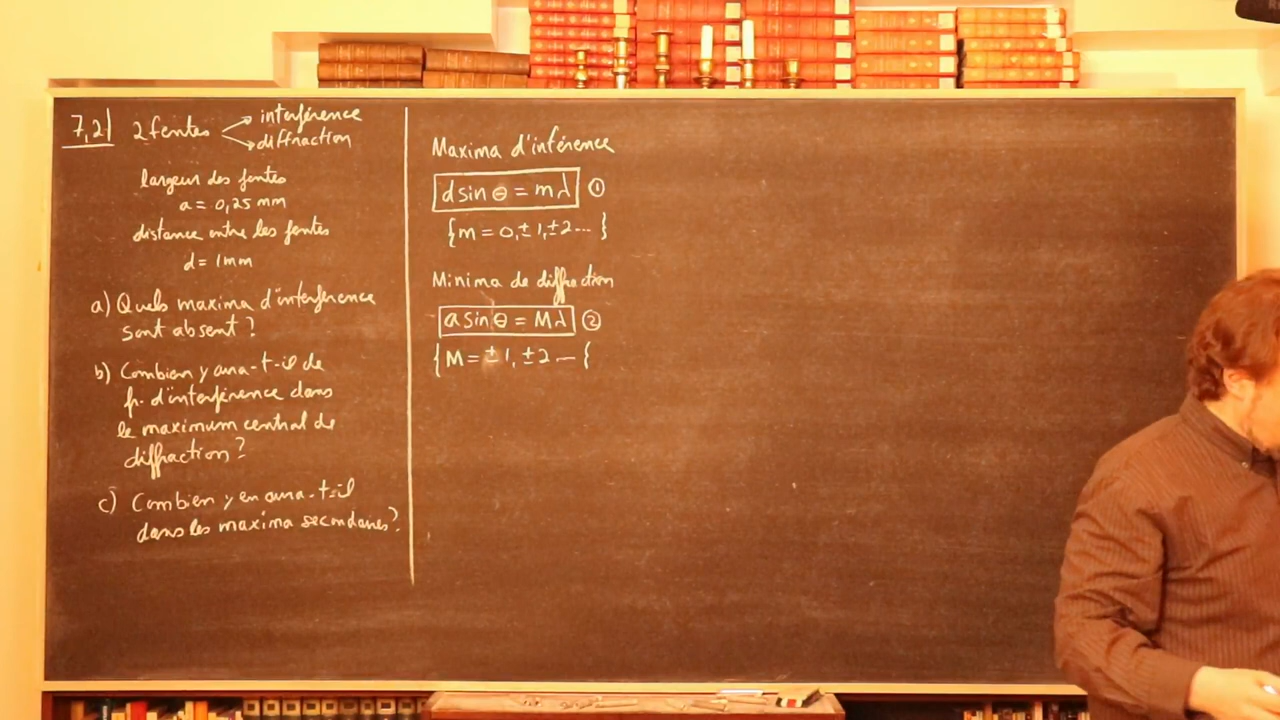 7,2 2 fentes → interférence
→ diffraction
largeur des fentes
a = 0,25 mm
distance entre les fentes
d = 1mm
a) Quels maxima d'interférence
sont absent ?
b) Combien y aura-t-il de
fr. d'interférence dans
le maximum central de
diffraction ?
c) Combien y en aura-t-il
dans les maxima secondaires ?
Maxima d'inférence
d sin θ = mλ ①
{m = 0, ±1, ±2... }
Minima de diffraction
a sin θ = Mλ ②
{M = ±1, ±2 ... {